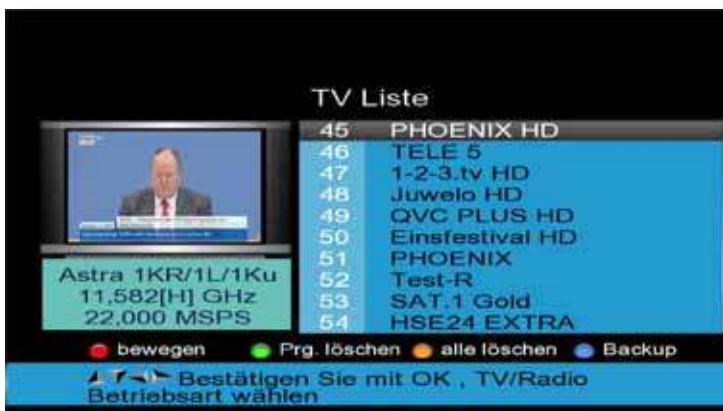 TV Liste
45 PHOENIX HD
46 TELE 5
47 1-2-3.tv HD
48 Juwelo HD
49 QVC PLUS HD
50 Einsfestival HD
51 PHOENIX
52 Test-R
53 SAT.1 Gold
54 HSE24 EXTRA
Astra 1KR/1L/1Ku
11,582[H] GHz
22,000 MSPS
bewegen Prg. löschen alle löschen Backup
Bestätigen Sie mit OK , TV/Radio
Betriebsart wählen